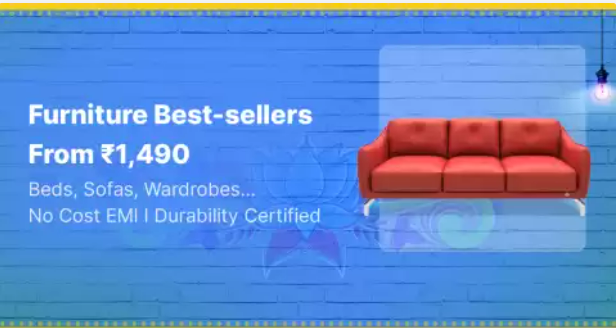 Furniture Best-sellers
From ₹1,490
Beds, Sofas, Wardrobes...
No Cost EMI I Durability Certified